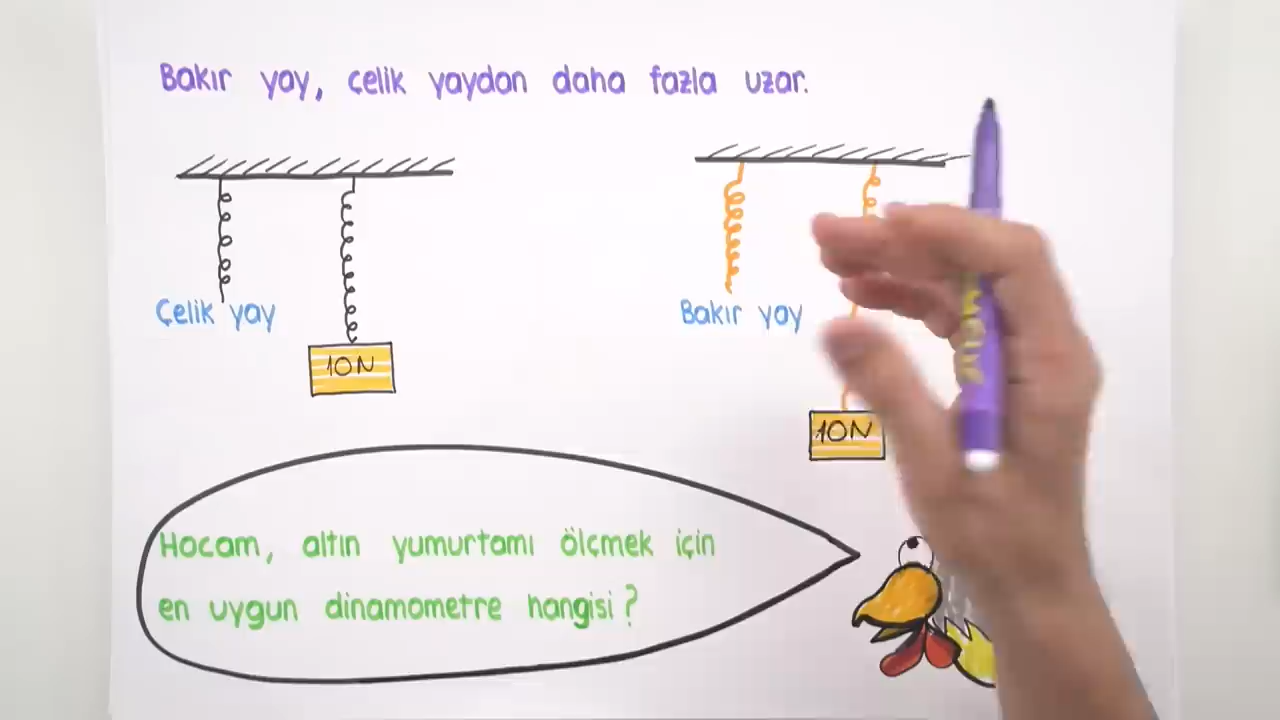 Bakır yay, çelik yaydan daha fazla uzar.
Çelik yay
10N
Bakır yay
10N
Hocam, altın yumurtamı ölçmek için
en uygun dinamometre hangisi?